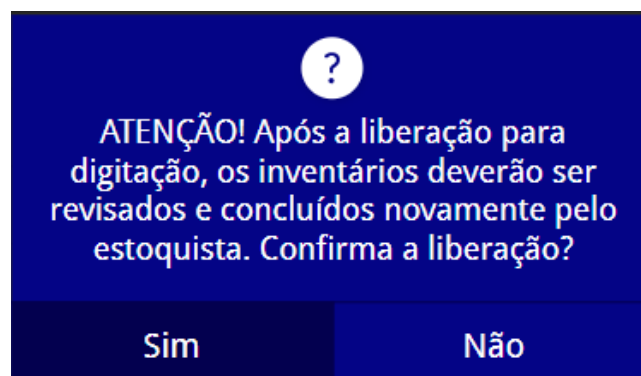 ?
ATENÇÃO! Após a liberação para
digitação, os inventários deverão ser
revisados e concluídos novamente pelo
estoquista. Confirma a liberação?
Sim Não